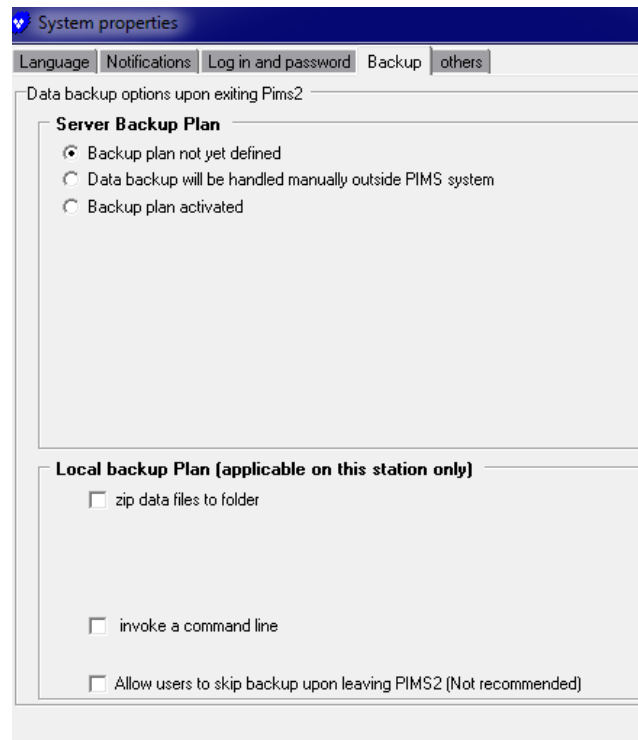 System properties
Language Notifications Log in and password Backup others
Data backup options upon exiting Pims2
Server Backup Plan
Backup plan not yet defined
Data backup will be handled manually outside PIMS system
Backup plan activated
Local backup Plan (applicable on this station only)
zip data files to folder
invoke a command line
Allow users to skip backup upon leaving PIMS2 (Not recommended)